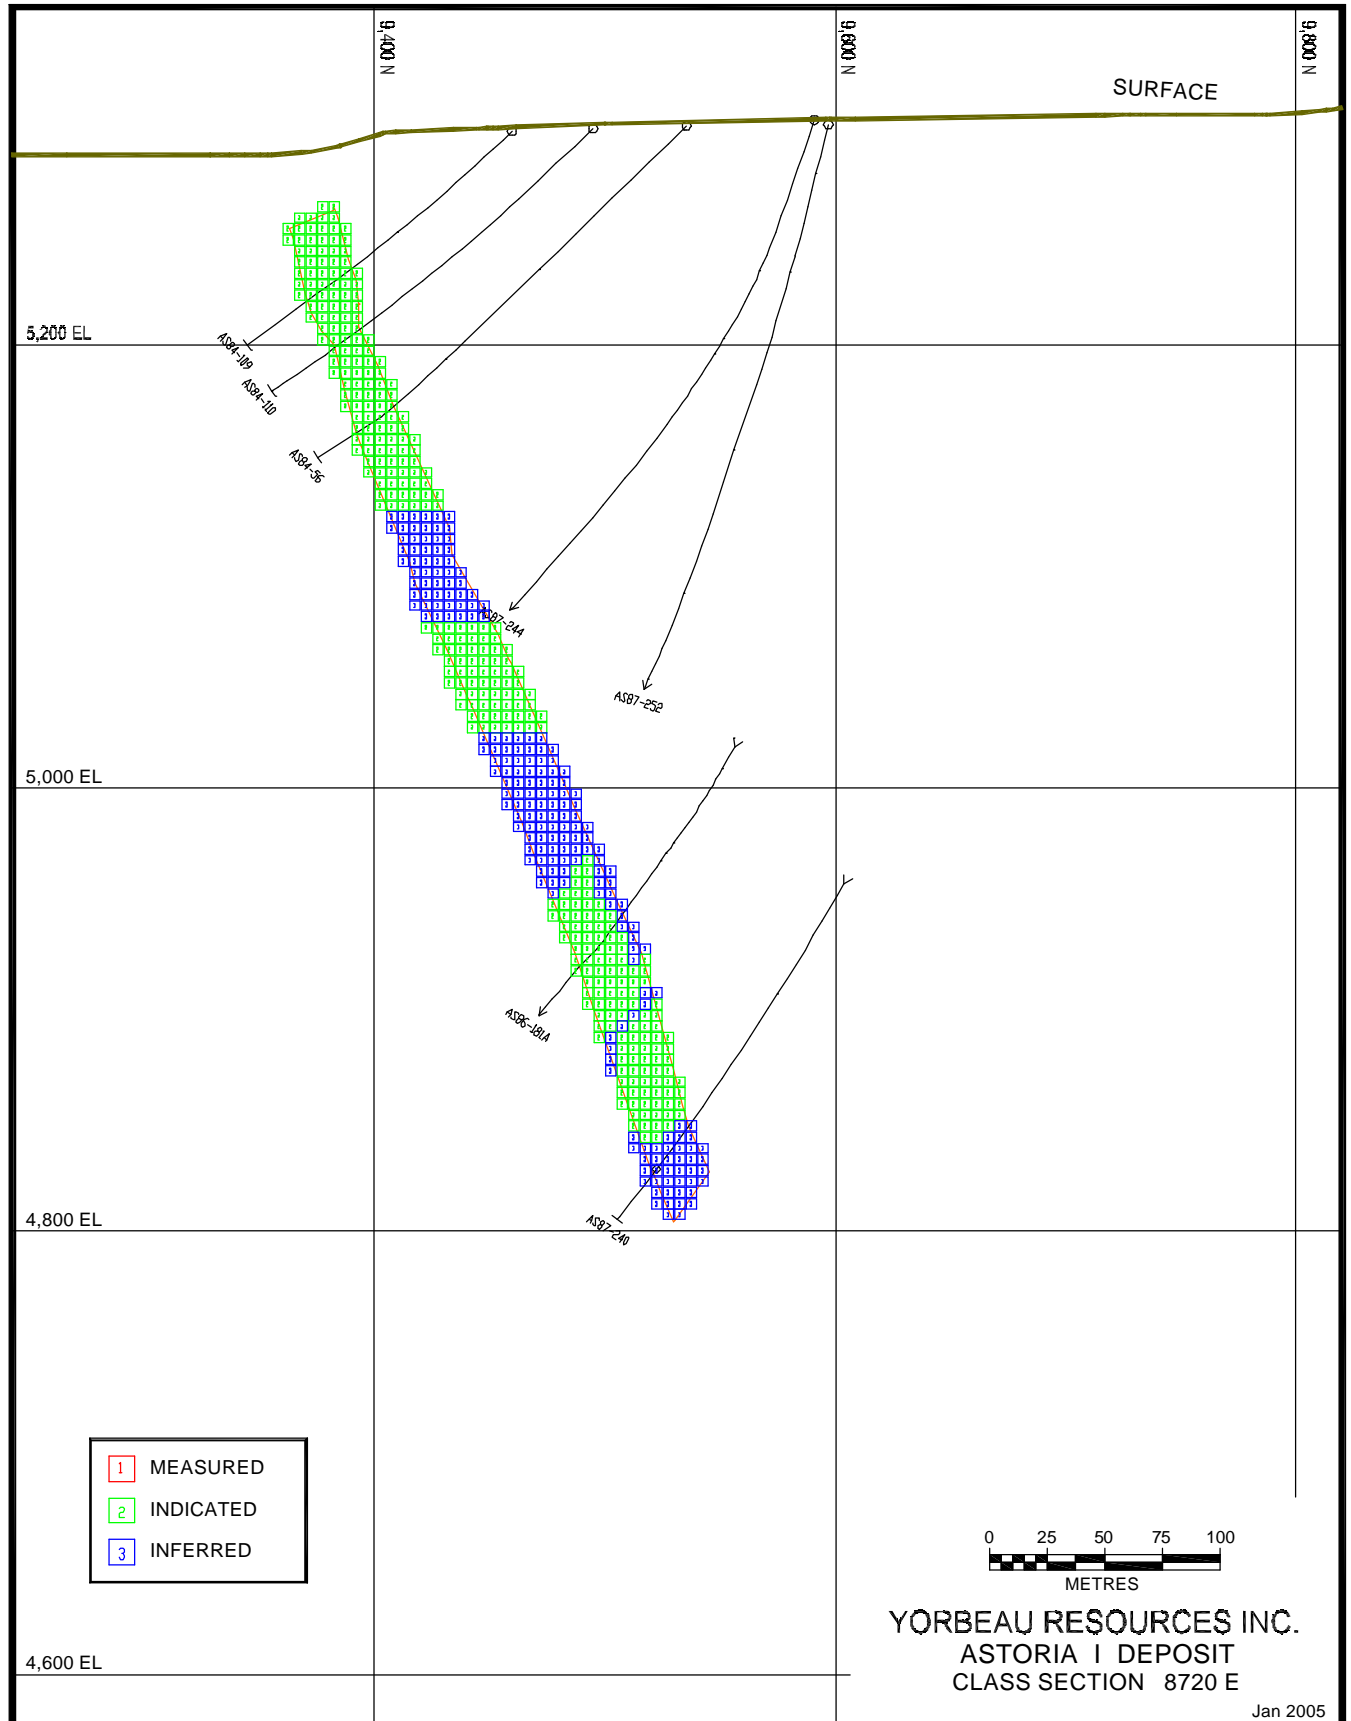 9,400 N
9,600 N
9,800 N
SURFACE
5,200 EL
AS84-109
AS84-110
AS84-56
AS87-244
AS87-252
5,000 EL
AS86-181A
4,800 EL
AS87-240
1 MEASURED
2 INDICATED
3 INFERRED
0 25 50 75 100
METRES
YORBEAU RESOURCES INC.
ASTORIA I DEPOSIT
CLASS SECTION 8720 E
4,600 EL
Jan 2005